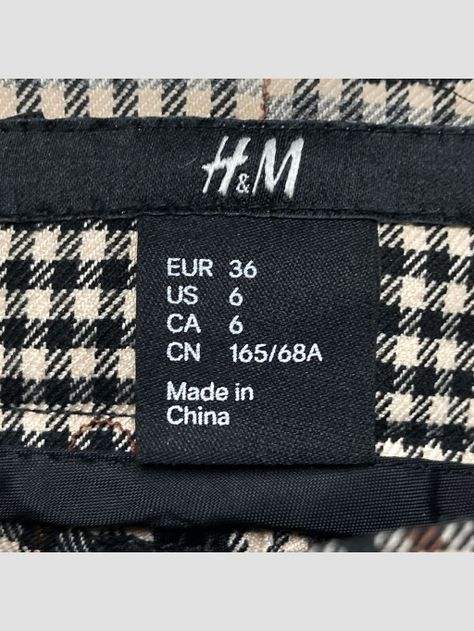 H&M
EUR 36
US 6
CA 6
CN 165/68A
Made in
China